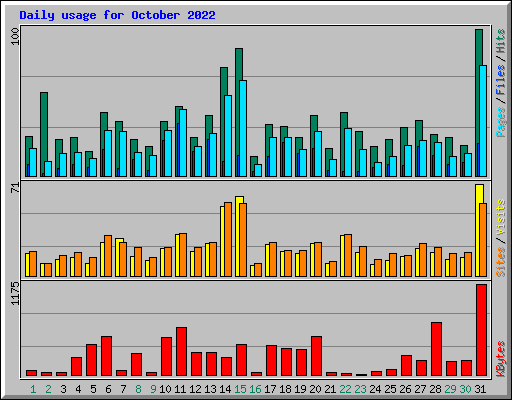 Daily usage for October 2022
100
Pages / Files / Hits
71
Sites / Visits
1175
KBytes
1 2 3 4 5 6 7 8 9 10 11 12 13 14 15 16 17 18 19 20 21 22 23 24 25 26 27 28 29 30 31